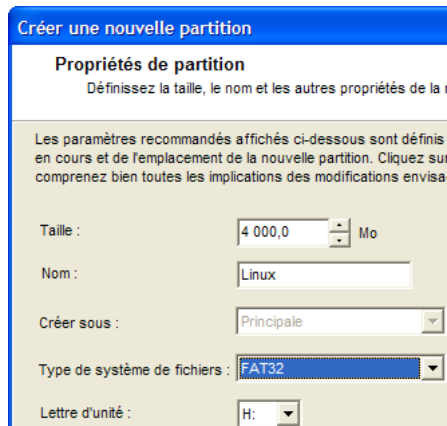 Créer une nouvelle partition
Propriétés de partition
Définissez la taille, le nom et les autres propriétés de la
Les paramètres recommandés affichés ci-dessous sont définis
en cours et de l'emplacement de la nouvelle partition. Cliquez sur
comprenez bien toutes les implications des modifications
Taille : 4 000,0 Mo
Nom : Linux
Créer sous : Principale
Type de système de fichiers : FAT32
Lettre d'unité : H: